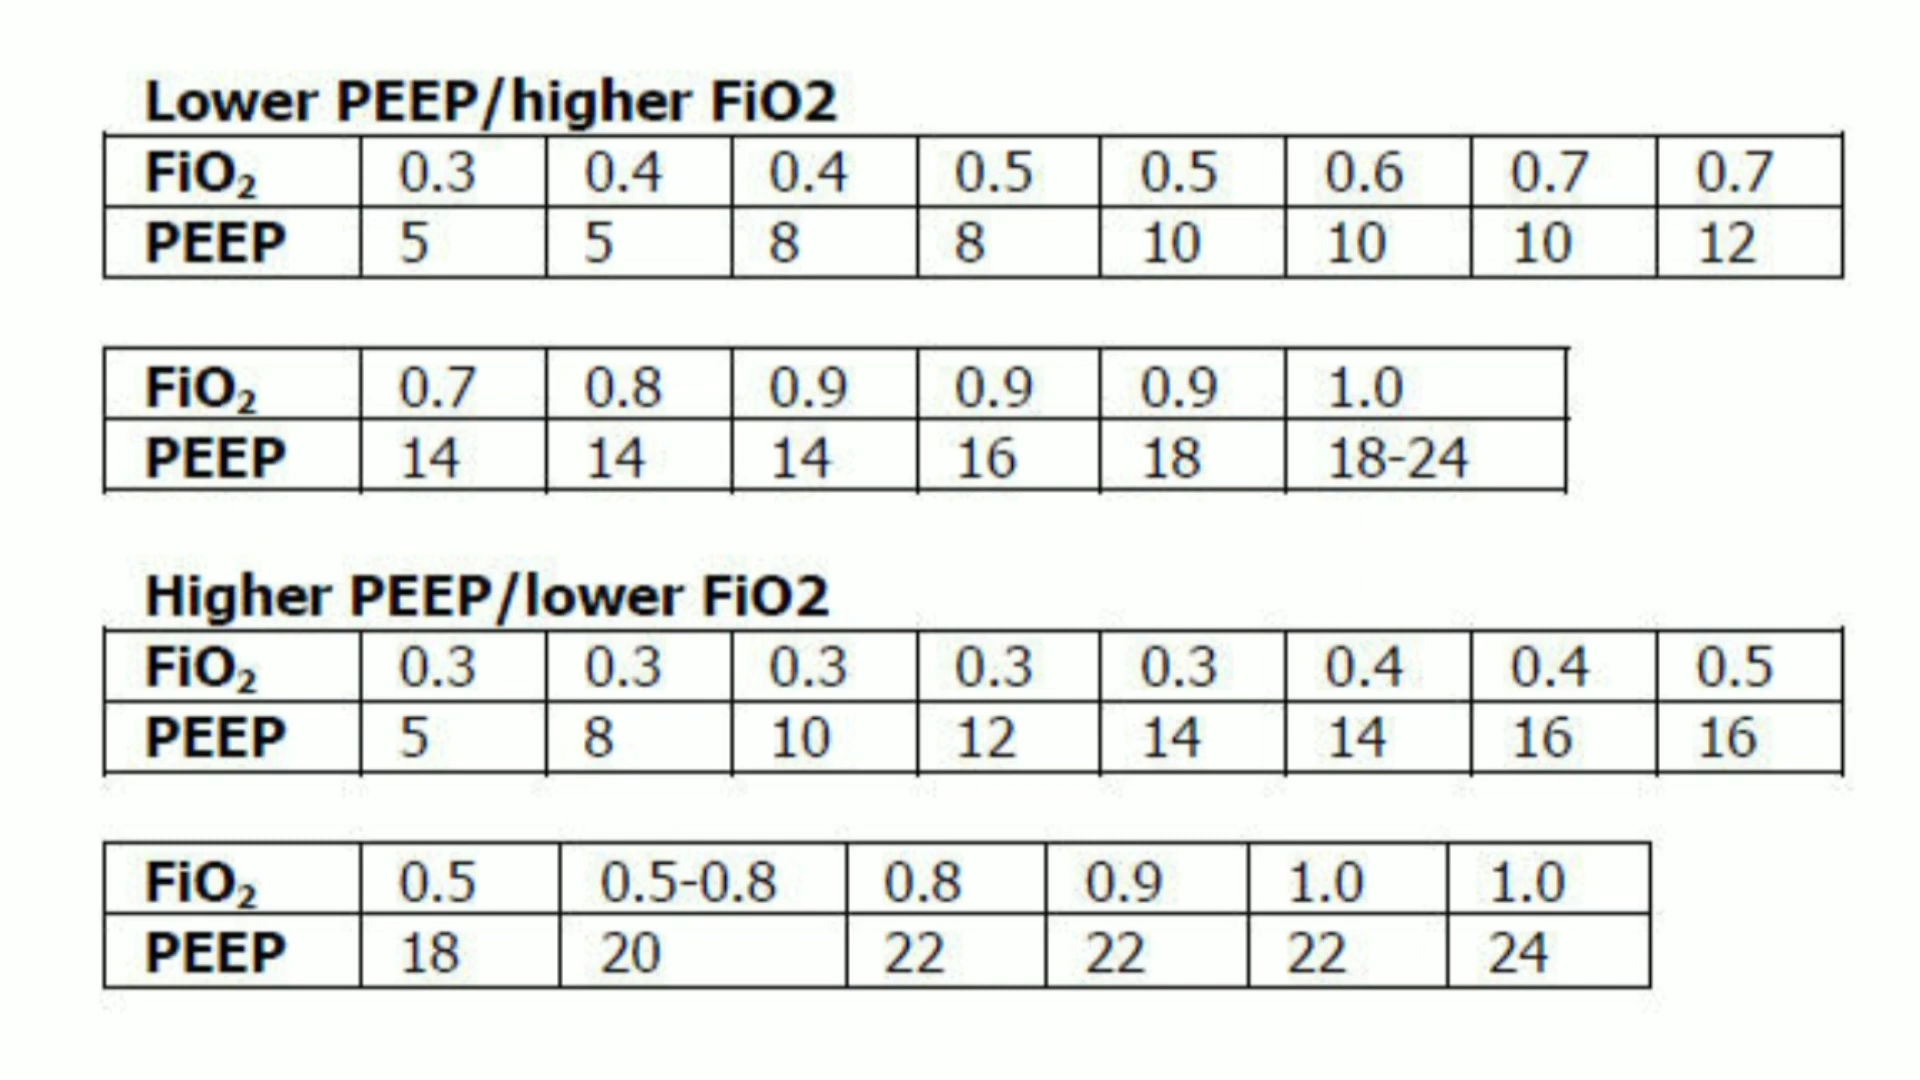 Lower PEEP/higher FiO2
FiO₂ 0.3 0.4 0.4 0.5 0.5 0.6 0.7 0.7
PEEP 5 5 8 8 10 10 10 12
FiO₂ 0.7 0.8 0.9 0.9 0.9 1.0
PEEP 14 14 14 16 18 18-24
Higher PEEP/lower FiO2
FiO₂ 0.3 0.3 0.3 0.3 0.3 0.4 0.4 0.5
PEEP 5 8 10 12 14 14 16 16
FiO₂ 0.5 0.5-0.8 0.8 0.9 1.0 1.0
PEEP 18 20 22 22 22 24